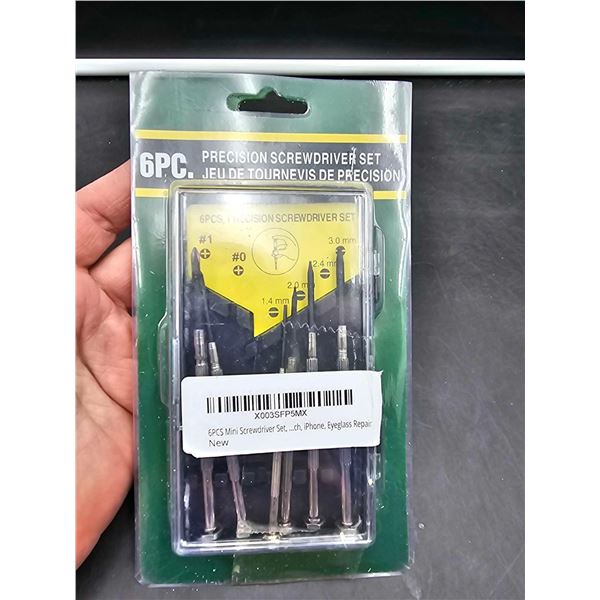 6PC. PRECISION SCREWDRIVER SET
JEU DE TOURNEVIS DE PRECISION
6PCS, PRECISION SCREWDRIVER SET
#1
#0
3.0 mm
2.4 mm
2.0 mm
1.4 mm
X003SFP5MX
6PCS Mini Screwdriver Set, ...ch, iPhone, Eyeglass Repair
New